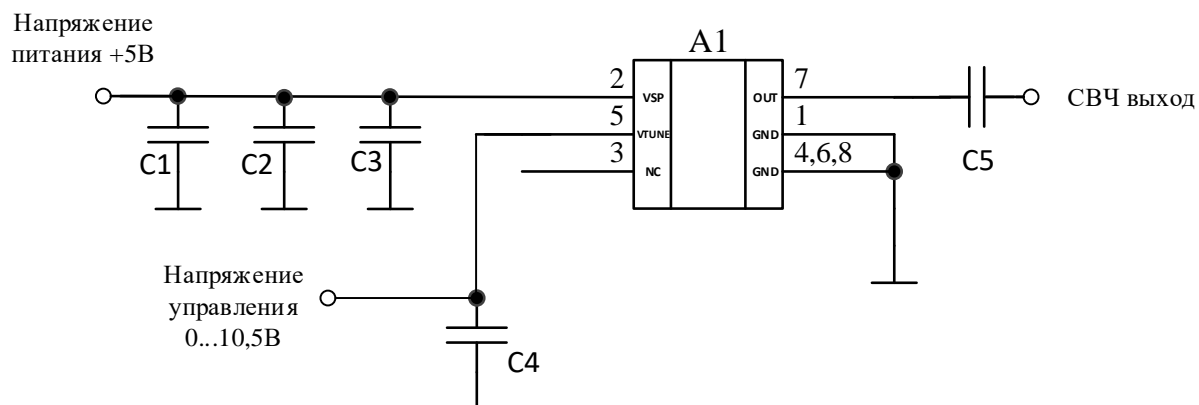 Напряжение
питания +5В
A1
2
VSP
OUT
7
5
VTUNE
GND
1
3
NC
GND
4,6,8
СВЧ выход
C1
C2
C3
C5
Напряжение
управления
0...10,5В
C4